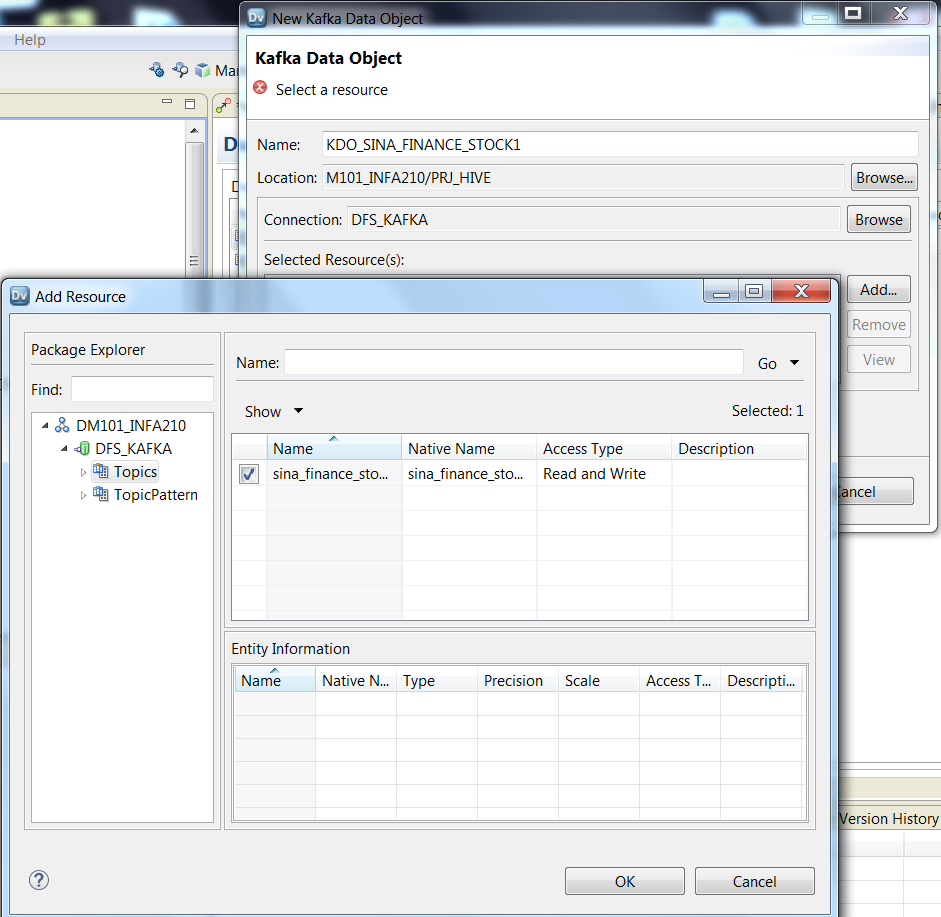 Dv New Kafka Data Object
Help
Kafka Data Object
Select a resource
Name: KDO_SINA_FINANCE_STOCK1
Location: M101_INFA210/PRJ_HIVE Browse...
Connection: DFS_KAFKA Browse
Selected Resource(s):
Add...
Remove
View
Cancel
Dv Add Resource
Package Explorer
Find:
DM101_INFA210
DFS_KAFKA
Topics
TopicPattern
Name: Go
Show Selected: 1
Name Native Name Access Type Description
sina_finance_sto... sina_finance_sto... Read and Write
Entity Information
Name Native N... Type Precision Scale Access T... Descripti...
Version History
? OK Cancel